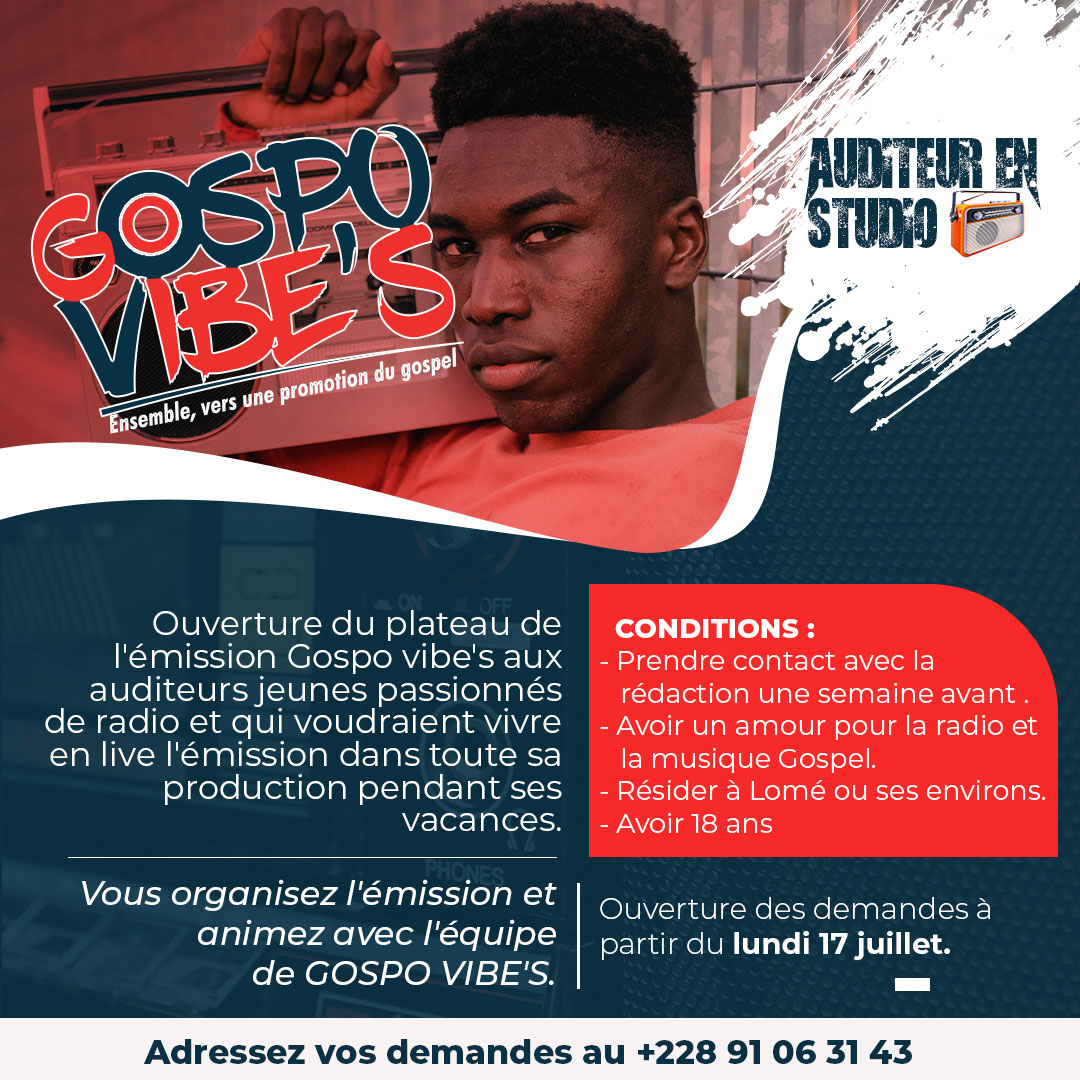 GOSPO
VIBE'S
Ensemble, vers une promotion du gospel
AUDITEUR EN
STUDIO
Ouverture du plateau de
l'émission Gospo vibe's aux
auditeurs jeunes passionnés
de radio et qui voudraient vivre
en live l'émission dans toute sa
production pendant ses
vacances.
Vous organisez l'émission et
animez avec l'équipe
de GOSPO VIBE'S.
CONDITIONS :
- Prendre contact avec la
rédaction une semaine avant .
- Avoir un amour pour la radio et
la musique Gospel.
- Résider à Lomé ou ses environs.
- Avoir 18 ans
Ouverture des demandes à
partir du lundi 17 juillet.
ON
OFF
PHONES
Adressez vos demandes au +228 91 06 31 43